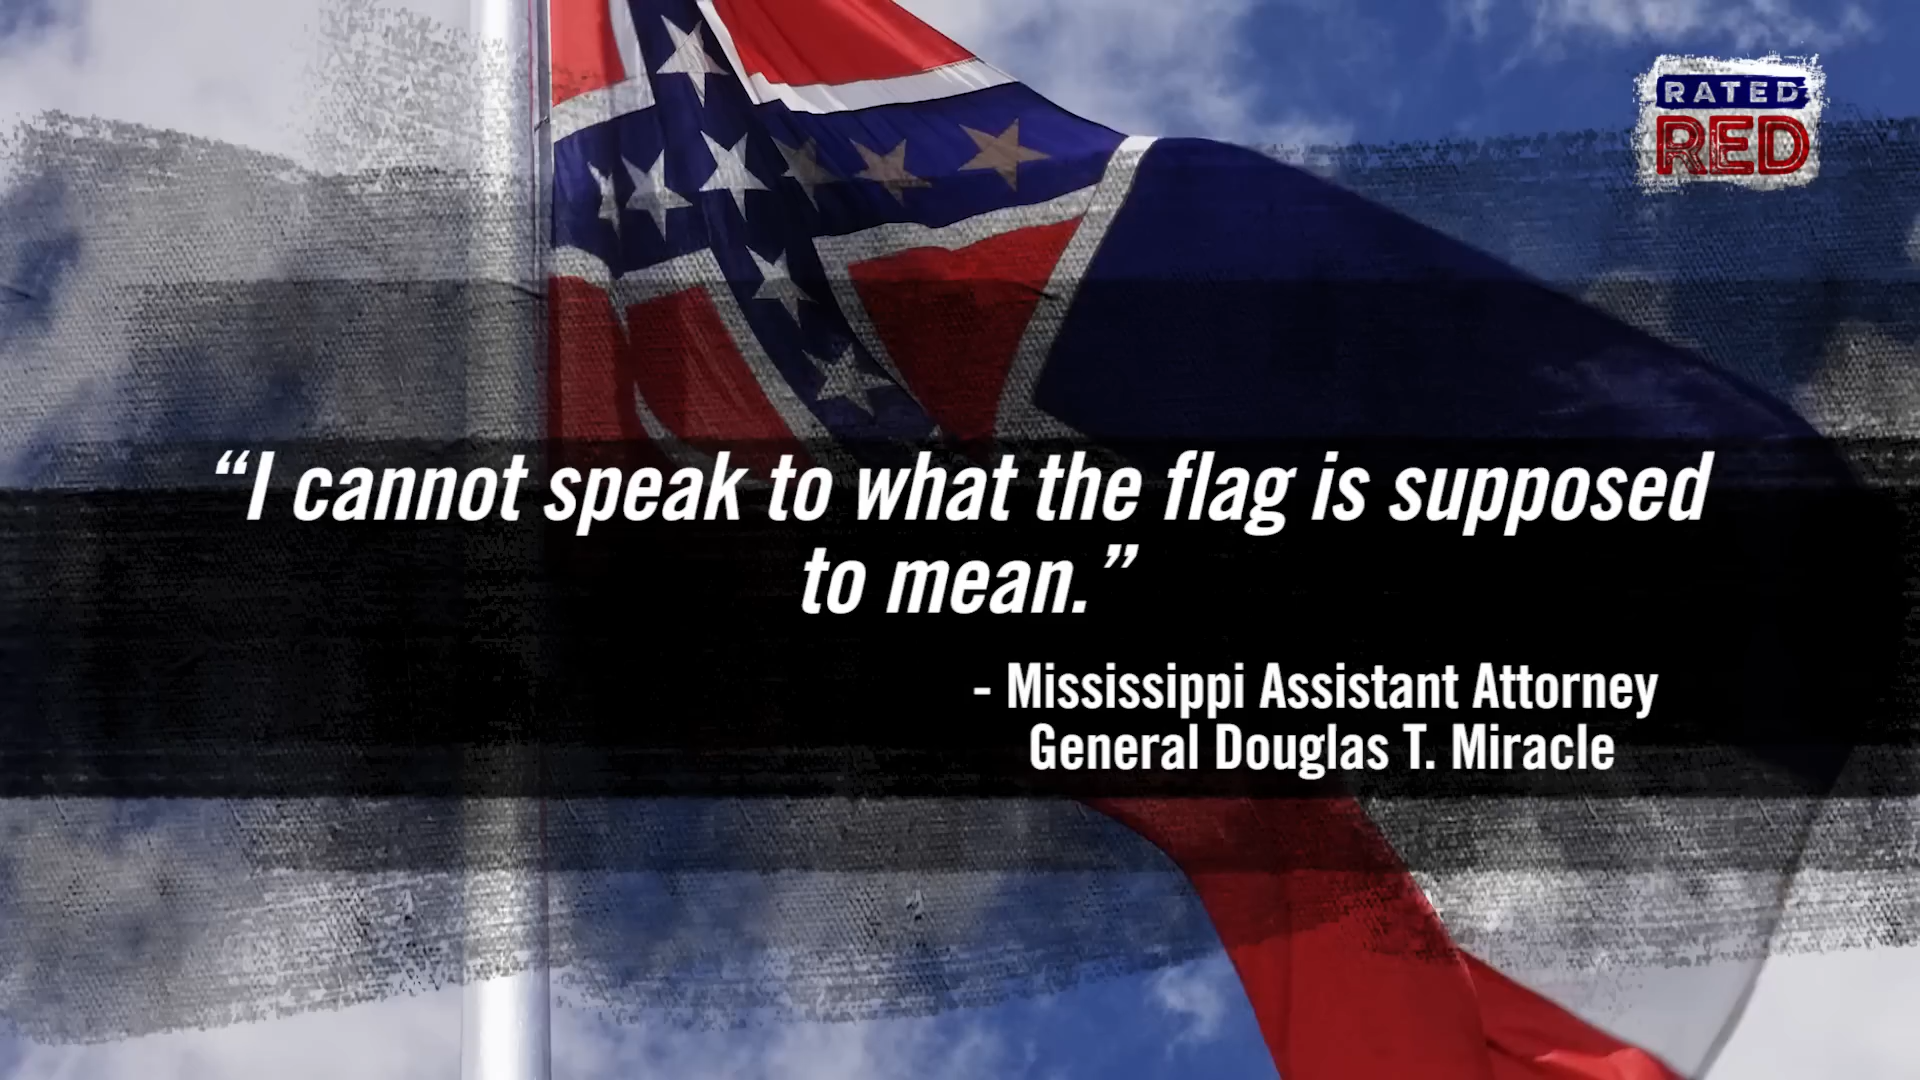 RATED
RED
“I cannot speak to what the flag is supposed
to mean.”
- Mississippi Assistant Attorney
General Douglas T. Miracle